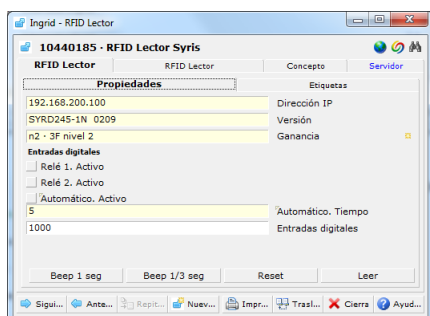 Ingrid - RFID Lector
10440185 · RFID Lector Syris
RFID Lector RFID Lector Concepto Servidor
Propiedades Etiquetas
192.168.200.100 Dirección IP
SYRD245-1N 0209 Versión
n2 · 3F nivel 2 Ganancia
Entradas digitales
Relé 1. Activo
Relé 2. Activo
Automático. Activo
5 Automático. Tiempo
1000 Entradas digitales
Beep 1 seg Beep 1/3 seg Reset Leer
Sigui... Ante... Repit... Nuev... Impr... Trasl... Cierra Ayud...